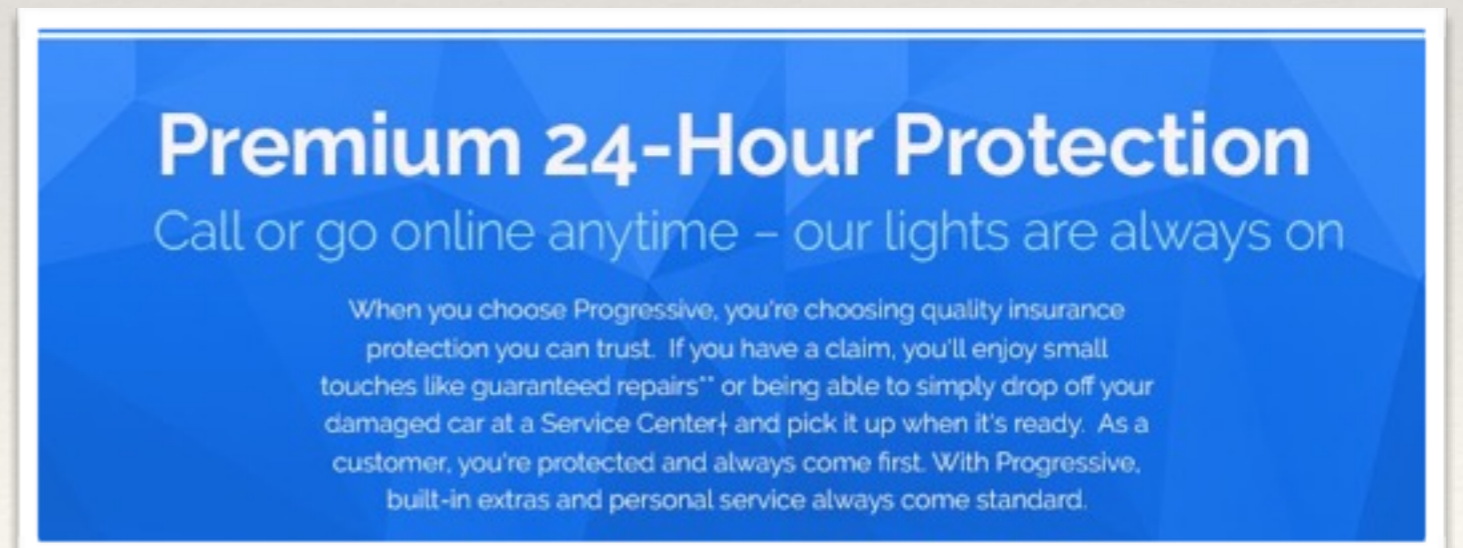 Premium 24-Hour Protection
Call or go online anytime – our lights are always on
When you choose Progressive, you're choosing quality insurance
protection you can trust.  If you have a claim, you'll enjoy small
touches like guaranteed repairs** or being able to simply drop off your
damaged car at a Service Center‡ and pick it up when it's ready.  As a
customer, you're protected and always come first. With Progressive,
built-in extras and personal service always come standard.